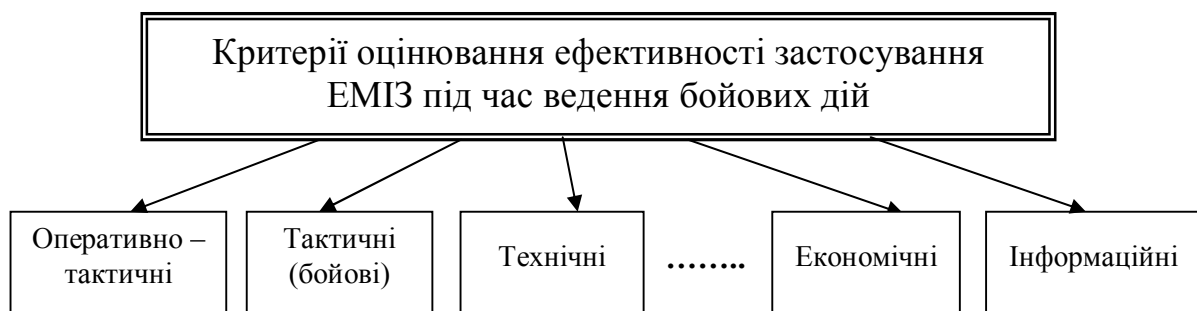 Критерії оцінювання ефективності застосування
ЕМІЗ під час ведення бойових дій
Оперативно –
тактичні
Тактичні
(бойові)
Технічні
……..
Економічні
Інформаційні